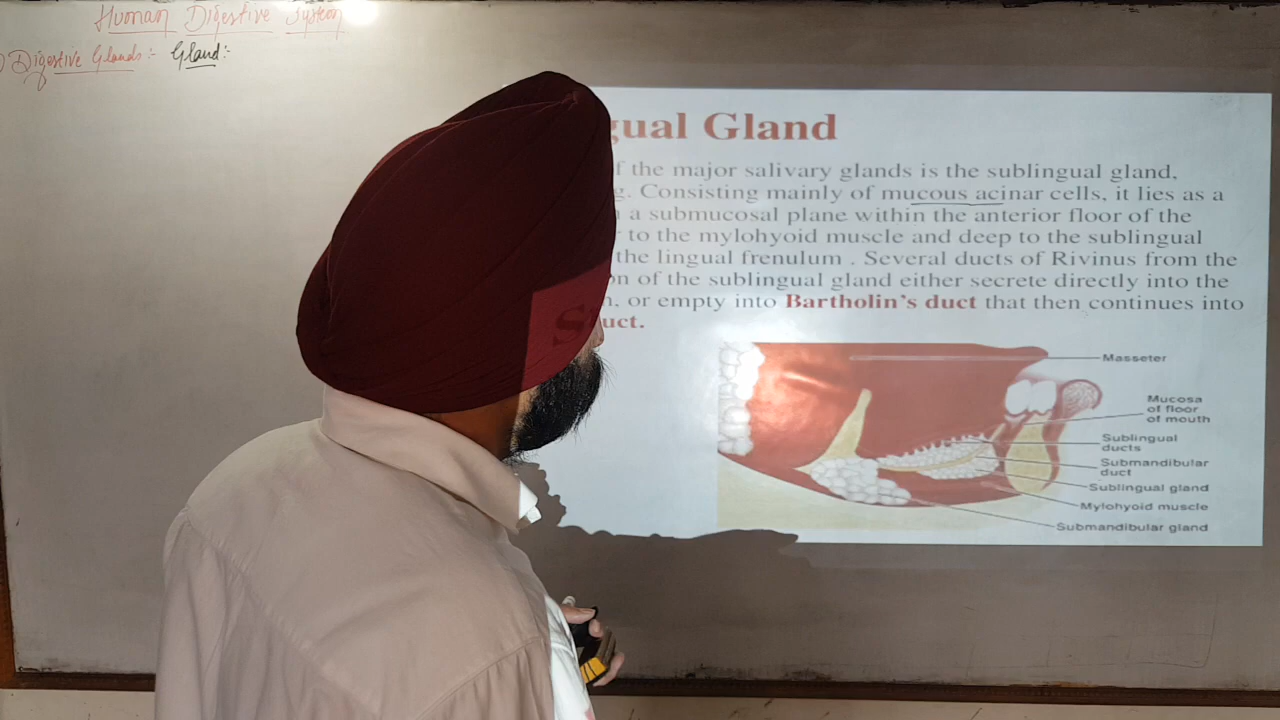 Human Digestive System
Digestive Glands:- Gland:-
gual Gland
f the major salivary glands is the sublingual gland,
g. Consisting mainly of mucous acinar cells, it lies as a
a submucosal plane within the anterior floor of the
to the mylohyoid muscle and deep to the sublingual
the lingual frenulum . Several ducts of Rivinus from the
on of the sublingual gland either secrete directly into the
. or empty into Bartholin's duct that then continues into
S uct.
Masseter
Mucosa
of floor
of mouth
Sublingual
ducts
Submandibular
duct
Sublingual gland
Mylohyoid muscle
Submandibular gland